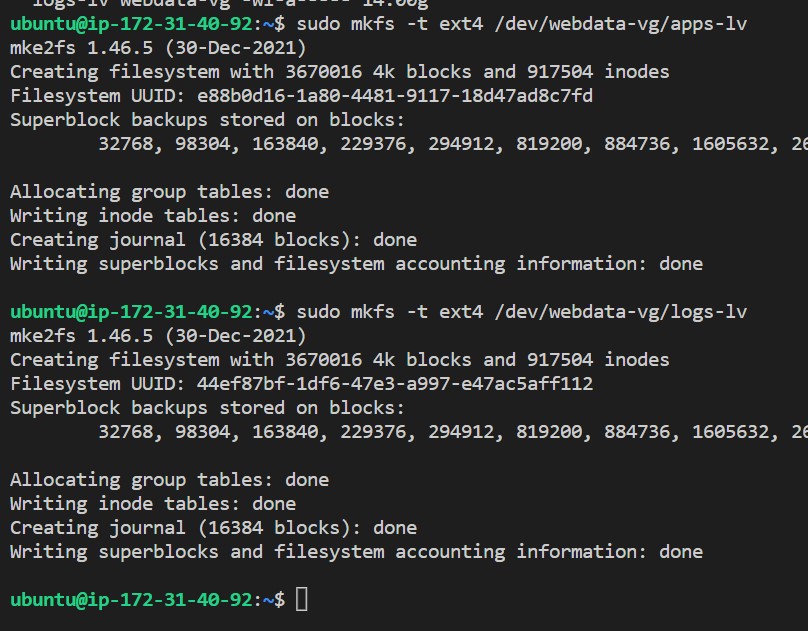 logs-lv webdata-vg -wi-a----- 14.00g
ubuntu@ip-172-31-40-92:~$ sudo mkfs -t ext4 /dev/webdata-vg/apps-lv
mke2fs 1.46.5 (30-Dec-2021)
Creating filesystem with 3670016 4k blocks and 917504 inodes
Filesystem UUID: e88b0d16-1a80-4481-9117-18d47ad8c7fd
Superblock backups stored on blocks:
32768, 98304, 163840, 229376, 294912, 819200, 884736, 1605632, 26
Allocating group tables: done
Writing inode tables: done
Creating journal (16384 blocks): done
Writing superblocks and filesystem accounting information: done
ubuntu@ip-172-31-40-92:~$ sudo mkfs -t ext4 /dev/webdata-vg/logs-lv
mke2fs 1.46.5 (30-Dec-2021)
Creating filesystem with 3670016 4k blocks and 917504 inodes
Filesystem UUID: 44ef87bf-1df6-47e3-a997-e47ac5aff112
Superblock backups stored on blocks:
32768, 98304, 163840, 229376, 294912, 819200, 884736, 1605632, 26
Allocating group tables: done
Writing inode tables: done
Creating journal (16384 blocks): done
Writing superblocks and filesystem accounting information: done
ubuntu@ip-172-31-40-92:~$